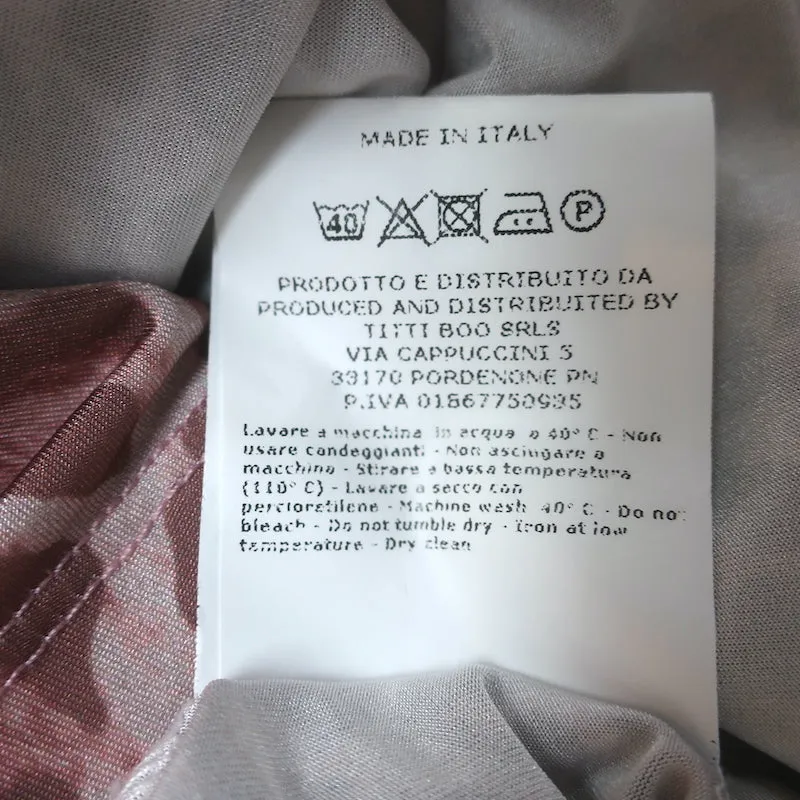 MADE IN ITALY
40 P
PRODOTTO E DISTRIBUITO DA
PRODUCED AND DISTRIBUITED BY
TITTI BOO SRLS
VIA CAPPUCCINI 5
33170 PORDENONE PN
P.IVA 01867750935
Lavare a macchina in acqua a 40° C - Non
usare candeggianti - Non asciugare a
macchina - Stirare a bassa temperatura
(110° C) - Lavare a secco con
percloretilene - Machine wash 40° C - Do not
bleach - Do not tumble dry - Iron at low
temperature - Dry clean